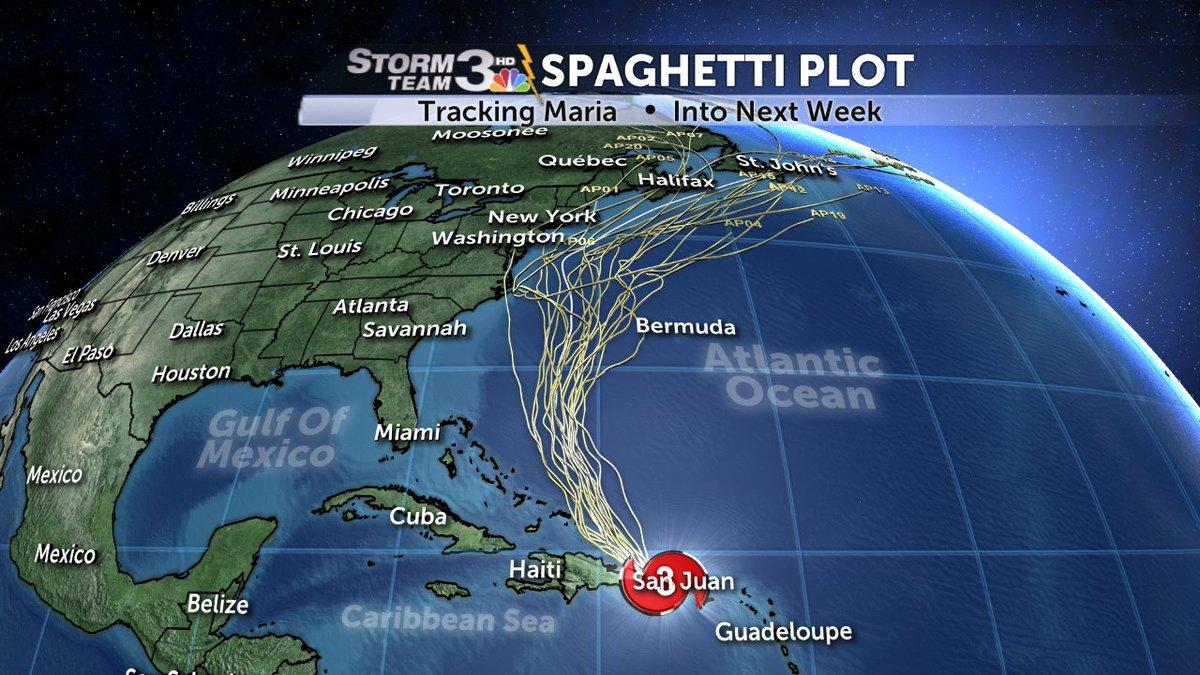 STORM TEAM 3 HD SPAGHETTI PLOT
Tracking Maria • Into Next Week
Moosonee
AP02
AP07
AP20
Winnipeg
Québec
AP05
St. John's
Minneapolis
Toronto
AP01
Halifax
AP12
AP13
Billings
Chicago
New York
AP19
AP04
Denver
St. Louis
Washington
San Francisco
Las Vegas
Los Angeles
Atlanta
Dallas
Savannah
Bermuda
El Paso
Houston
Atlantic
Ocean
Gulf Of
Mexico
Miami
Mexico
Cuba
Mexico
Haiti
San Juan
3
Belize
Caribbean Sea
Guadeloupe